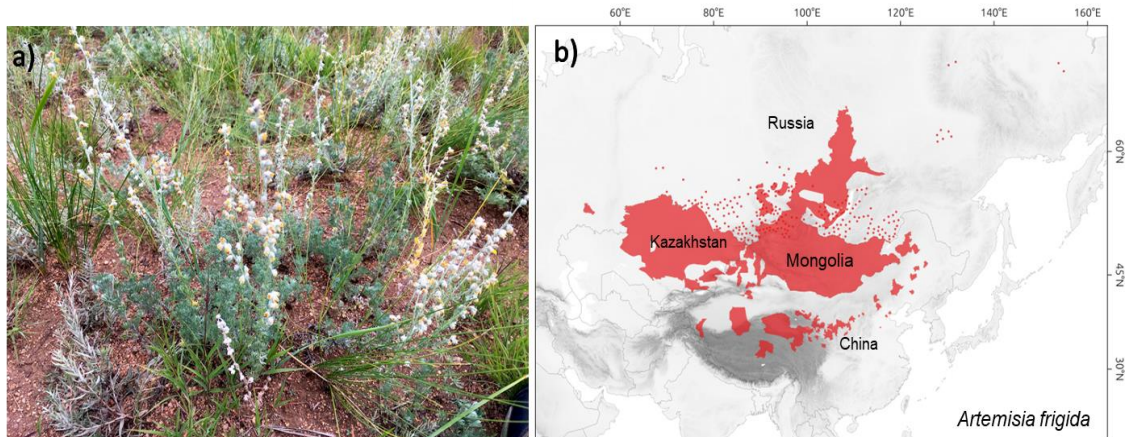 a)
b)
60°E 80°E 100°E 120°E 140°E 160°E
Russia
60°N
Kazakhstan
Mongolia
45°N
China
30°N
Artemisia frigida